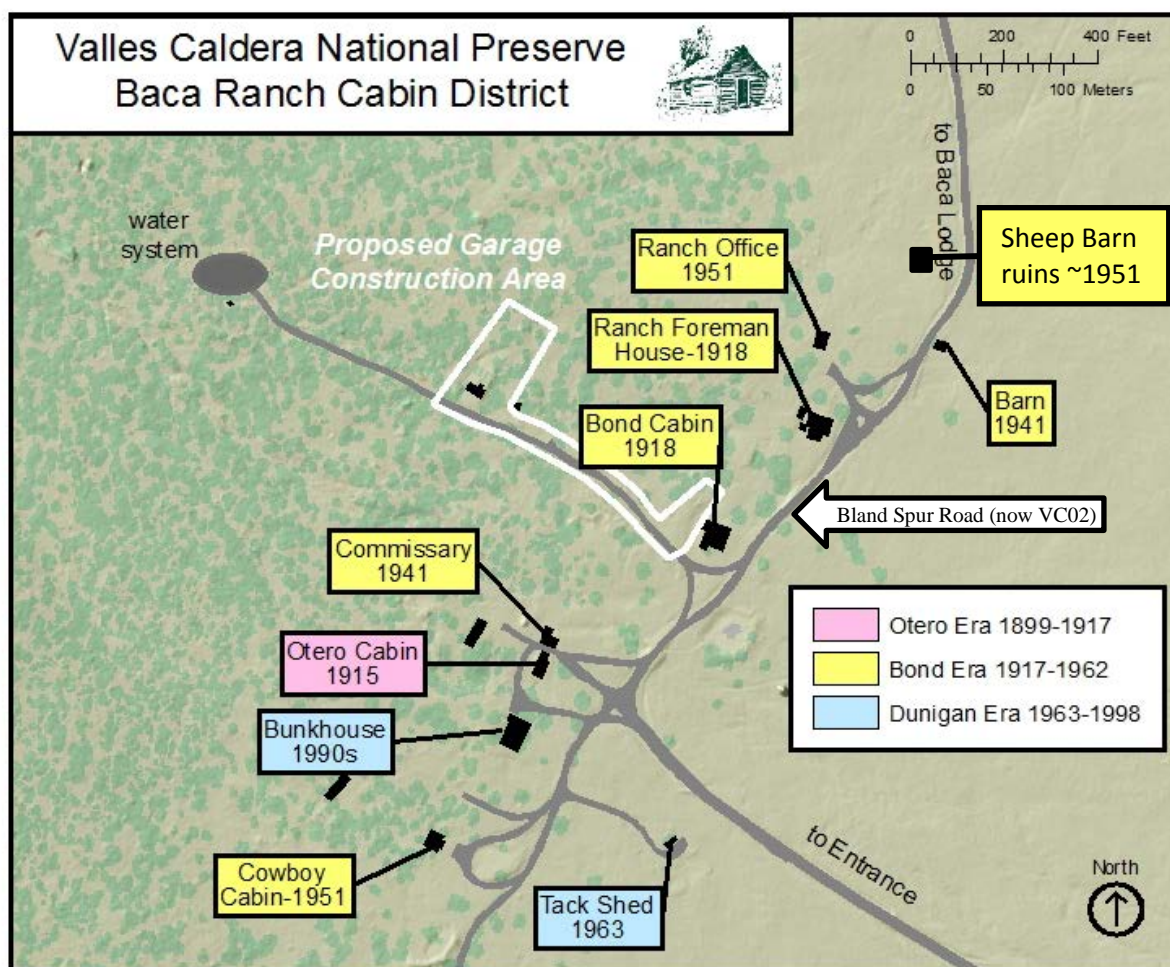 Valles Caldera National Preserve
Baca Ranch Cabin District
0 200 400 Feet
0 50 100 Meters
to Baca Lodge
water
system
Proposed Garage
Construction Area
Ranch Office
1951
Sheep Barn
ruins ~1951
Ranch Foreman
House-1918
Barn
1941
Bond Cabin
1918
Bland Spur Road (now VC02)
Commissary
1941
Otero Cabin
1915
Bunkhouse
1990s
Otero Era 1899-1917
Bond Era 1917-1962
Dunigan Era 1963-1998
Cowboy
Cabin-1951
Tack Shed
1963
to Entrance
North